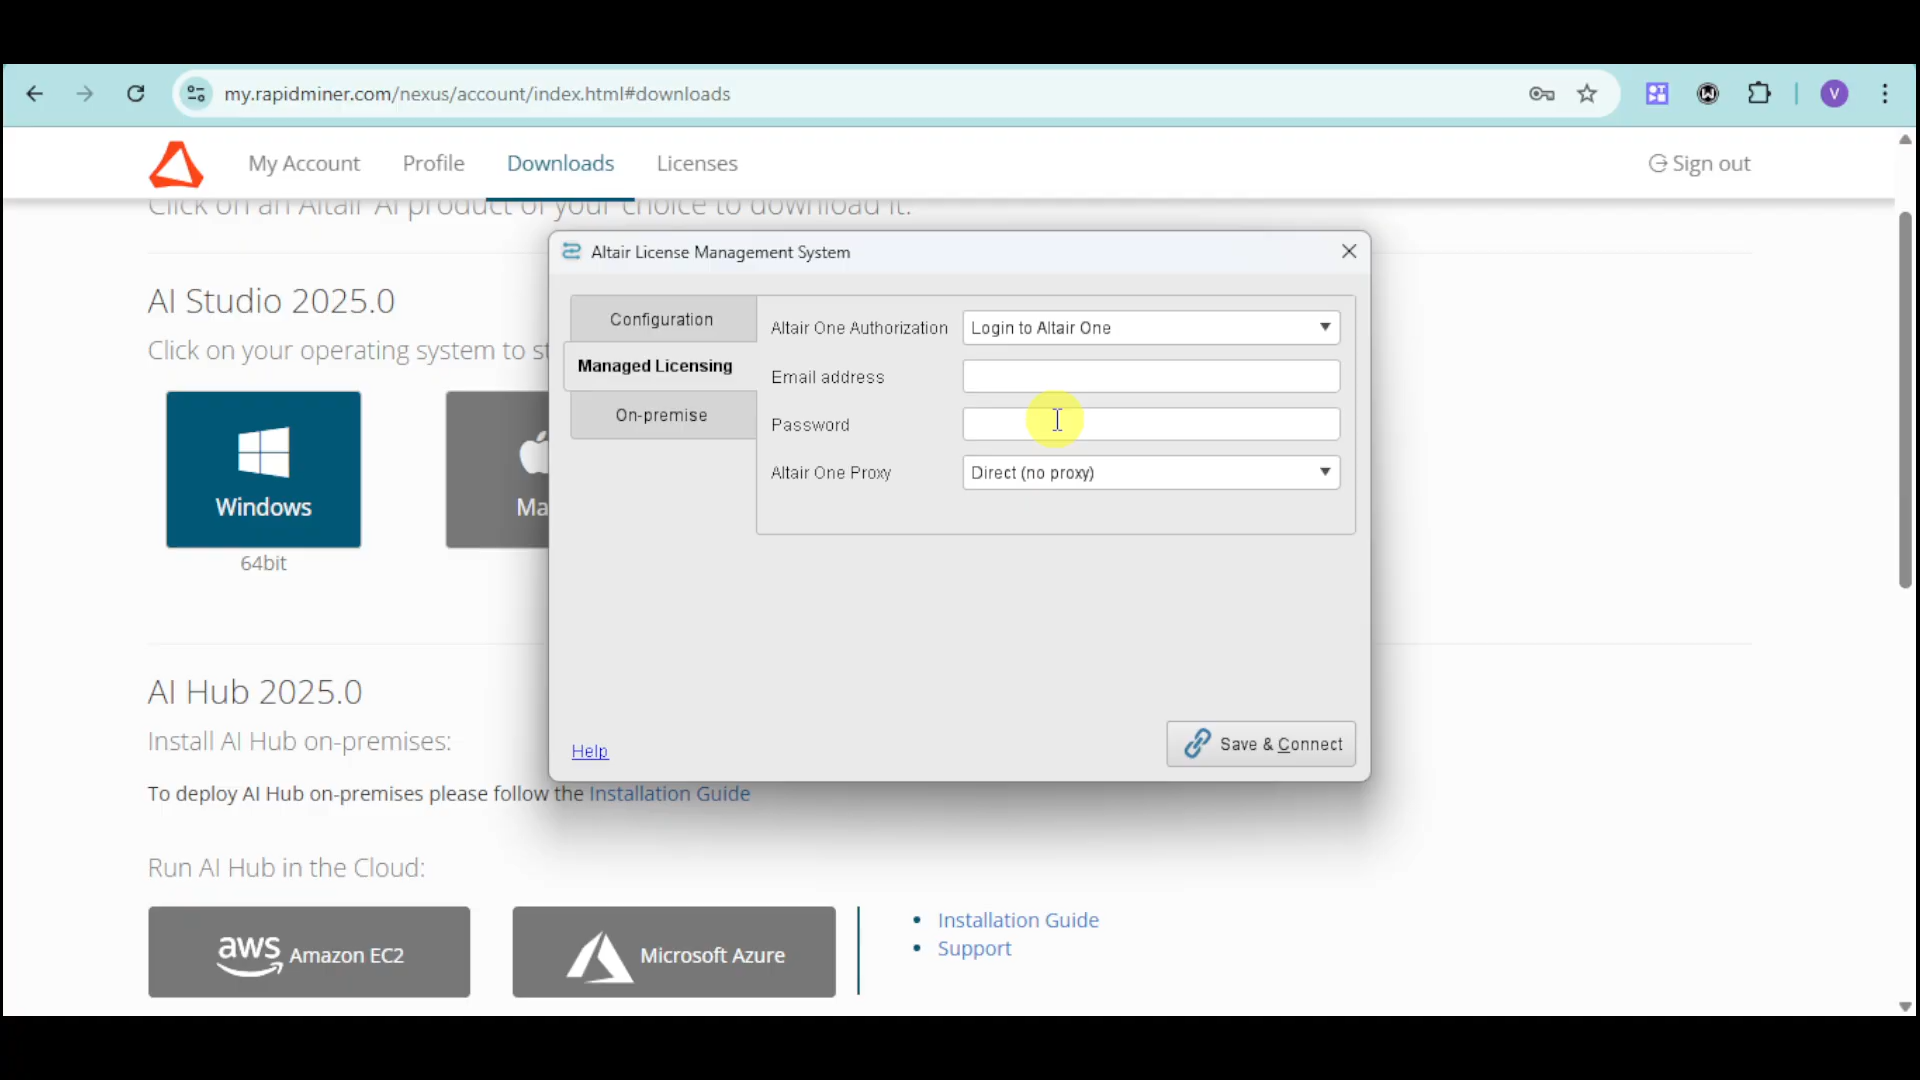 my.rapidminer.com/nexus/account/index.html#downloads
V
My Account
Profile
Downloads
Licenses
Sign out
Click on an Altair AI product of your choice to download it.
Altair License Management System
AI Studio 2025.0
Click on your operating system to st
Windows
64bit
Ma
Configuration
Managed Licensing
On-premise
Altair One Authorization
Login to Altair One
Email address
Password
Altair One Proxy
Direct (no proxy)
Help
Save & Connect
AI Hub 2025.0
Install AI Hub on-premises:
To deploy AI Hub on-premises please follow the Installation Guide
Run AI Hub in the Cloud:
aws Amazon EC2
Microsoft Azure
Installation Guide
Support